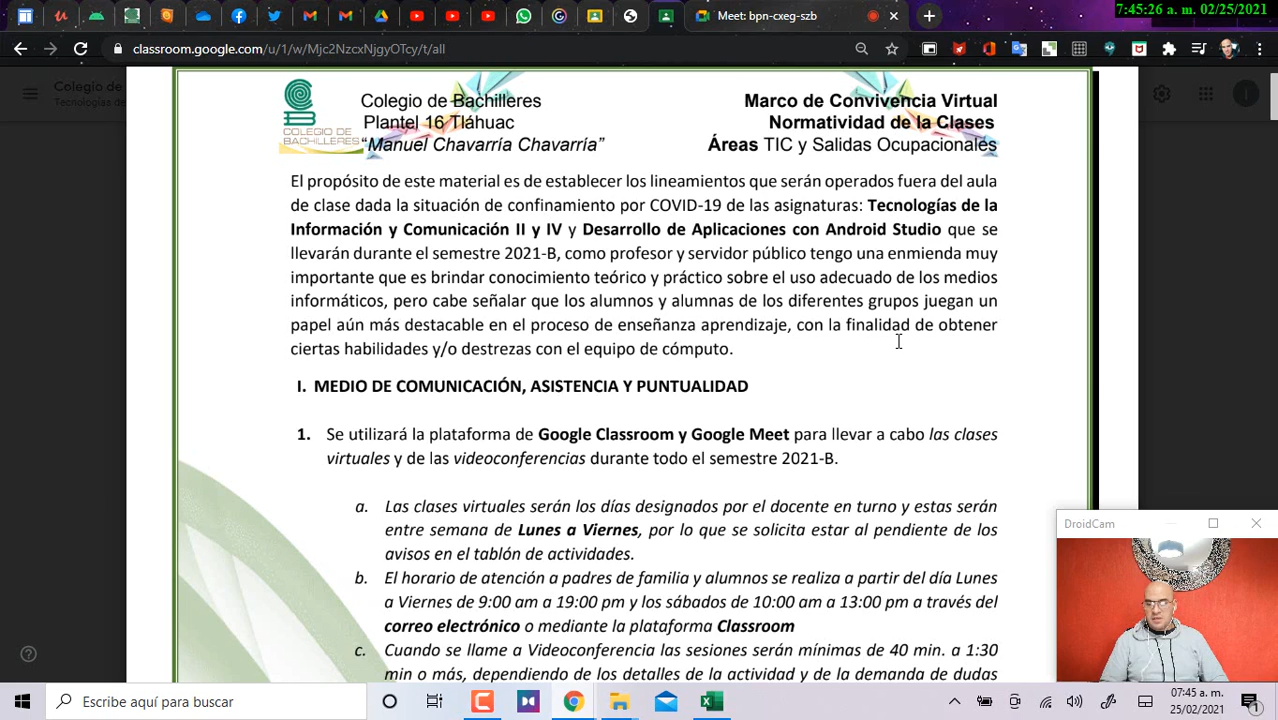 7:45:26 a. m. 02/25/2021
Meet: bpn-cxeg-szb
classroom.google.com/u/1/w/Mjc2NzcxNjgyOTcy/t/all
Colegio de
Tecnologías de
COLEGIO DE
BACHILLERES
Colegio de Bachilleres
Plantel 16 Tláhuac
“Manuel Chavarría Chavarría”
Marco de Convivencia Virtual
Normatividad de la Clases
Áreas TIC y Salidas Ocupacionales
El propósito de este material es de establecer los lineamientos que serán operados fuera del aula
de clase dada la situación de confinamiento por COVID-19 de las asignaturas: Tecnologías de la
Información y Comunicación II y IV y Desarrollo de Aplicaciones con Android Studio que se
llevarán durante el semestre 2021-B, como profesor y servidor público tengo una enmienda muy
importante que es brindar conocimiento teórico y práctico sobre el uso adecuado de los medios
informáticos, pero cabe señalar que los alumnos y alumnas de los diferentes grupos juegan un
papel aún más destacable en el proceso de enseñanza aprendizaje, con la finalidad de obtener
ciertas habilidades y/o destrezas con el equipo de cómputo.
I. MEDIO DE COMUNICACIÓN, ASISTENCIA Y PUNTUALIDAD
1. Se utilizará la plataforma de Google Classroom y Google Meet para llevar a cabo las clases
virtuales y de las videoconferencias durante todo el semestre 2021-B.
a. Las clases virtuales serán los días designados por el docente en turno y estas serán
entre semana de Lunes a Viernes, por lo que se solicita estar al pendiente de los
avisos en el tablón de actividades.
b. El horario de atención a padres de familia y alumnos se realiza a partir del día Lunes
a Viernes de 9:00 am a 19:00 pm y los sábados de 10:00 am a 13:00 pm a través del
correo electrónico o mediante la plataforma Classroom
c. Cuando se llame a Videoconferencia las sesiones serán mínimas de 40 min. a 1:30
min o más, dependiendo de los detalles de la actividad y de la demanda de dudas
DroidCam
Escribe aquí para buscar
07:45 a. m.
25/02/2021